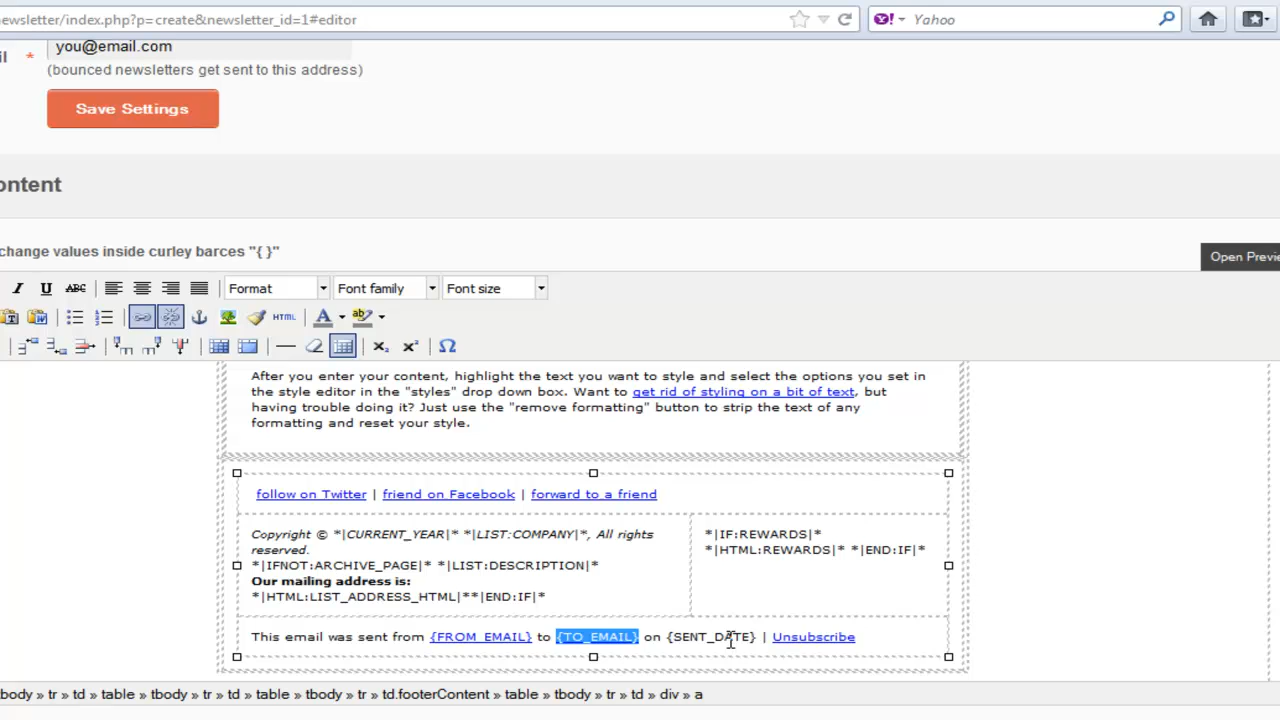 ewsletter/index.php?p=create&newsletter_id=1#editor
Y! Yahoo
il * you@email.com
(bounced newsletters get sent to this address)
Save Settings
ontent
change values inside curley barces "{ }"
Open Previe
I U ABC Format Font family Font size
HTML A ab
x₂ x² Ω
After you enter your content, highlight the text you want to style and select the options you set in
the style editor in the "styles" drop down box. Want to get rid of styling on a bit of text, but
having trouble doing it? Just use the "remove formatting" button to strip the text of any
formatting and reset your style.
follow on Twitter | friend on Facebook | forward to a friend
Copyright © *|CURRENT_YEAR|* *|LIST:COMPANY|*, All rights
reserved.
*|IFNOT:ARCHIVE_PAGE|* *|LIST:DESCRIPTION|*
Our mailing address is:
*|HTML:LIST_ADDRESS_HTML|**|END:IF|*
*|IF:REWARDS|*
*|HTML:REWARDS|* *|END:IF|*
This email was sent from {FROM_EMAIL} to {TO_EMAIL} on {SENT_DATE} | Unsubscribe
body » tr » td » table » tbody » tr » td » table » tbody » tr » td.footerContent » table » tbody » tr » td » div » a